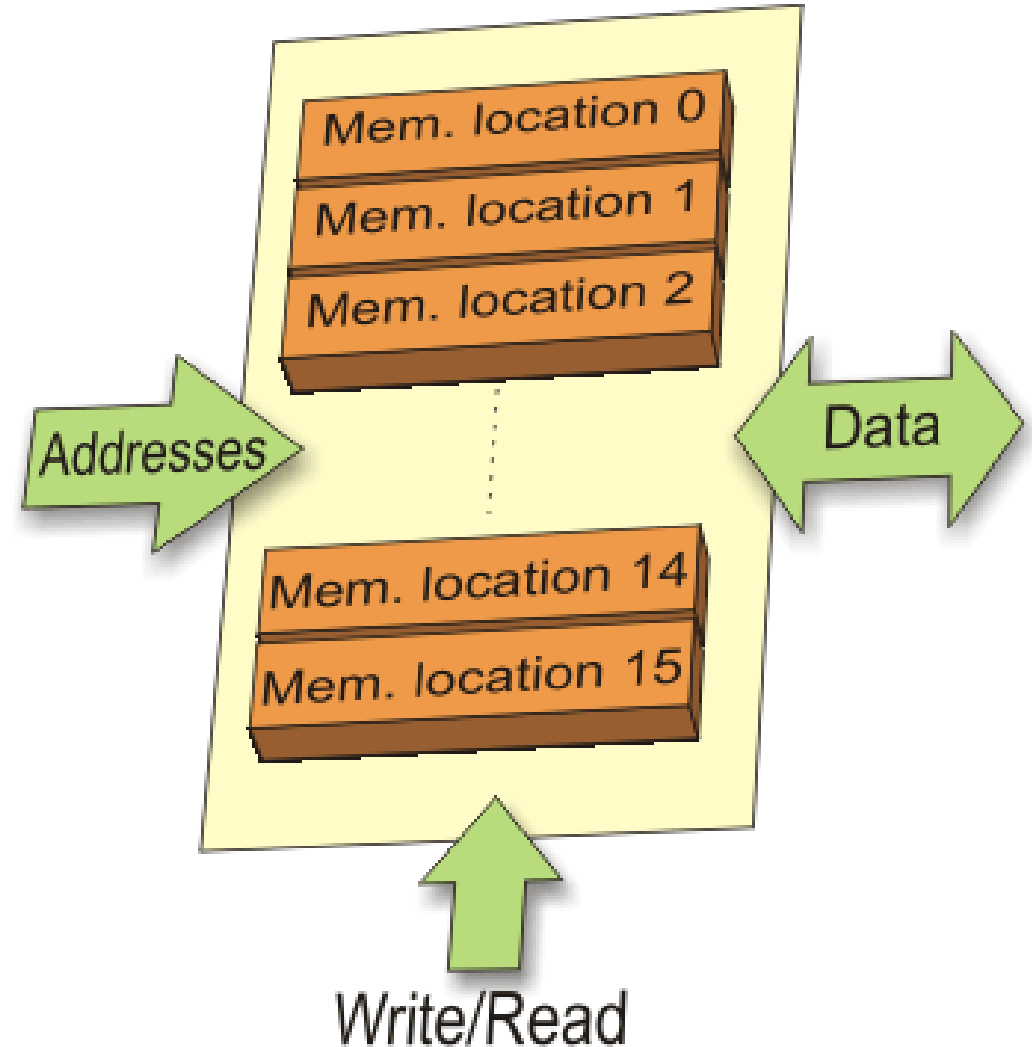 Mem. location 0
Mem. location 1
Mem. location 2
Addresses
Data
Mem. location 14
Mem. location 15
Write/Read